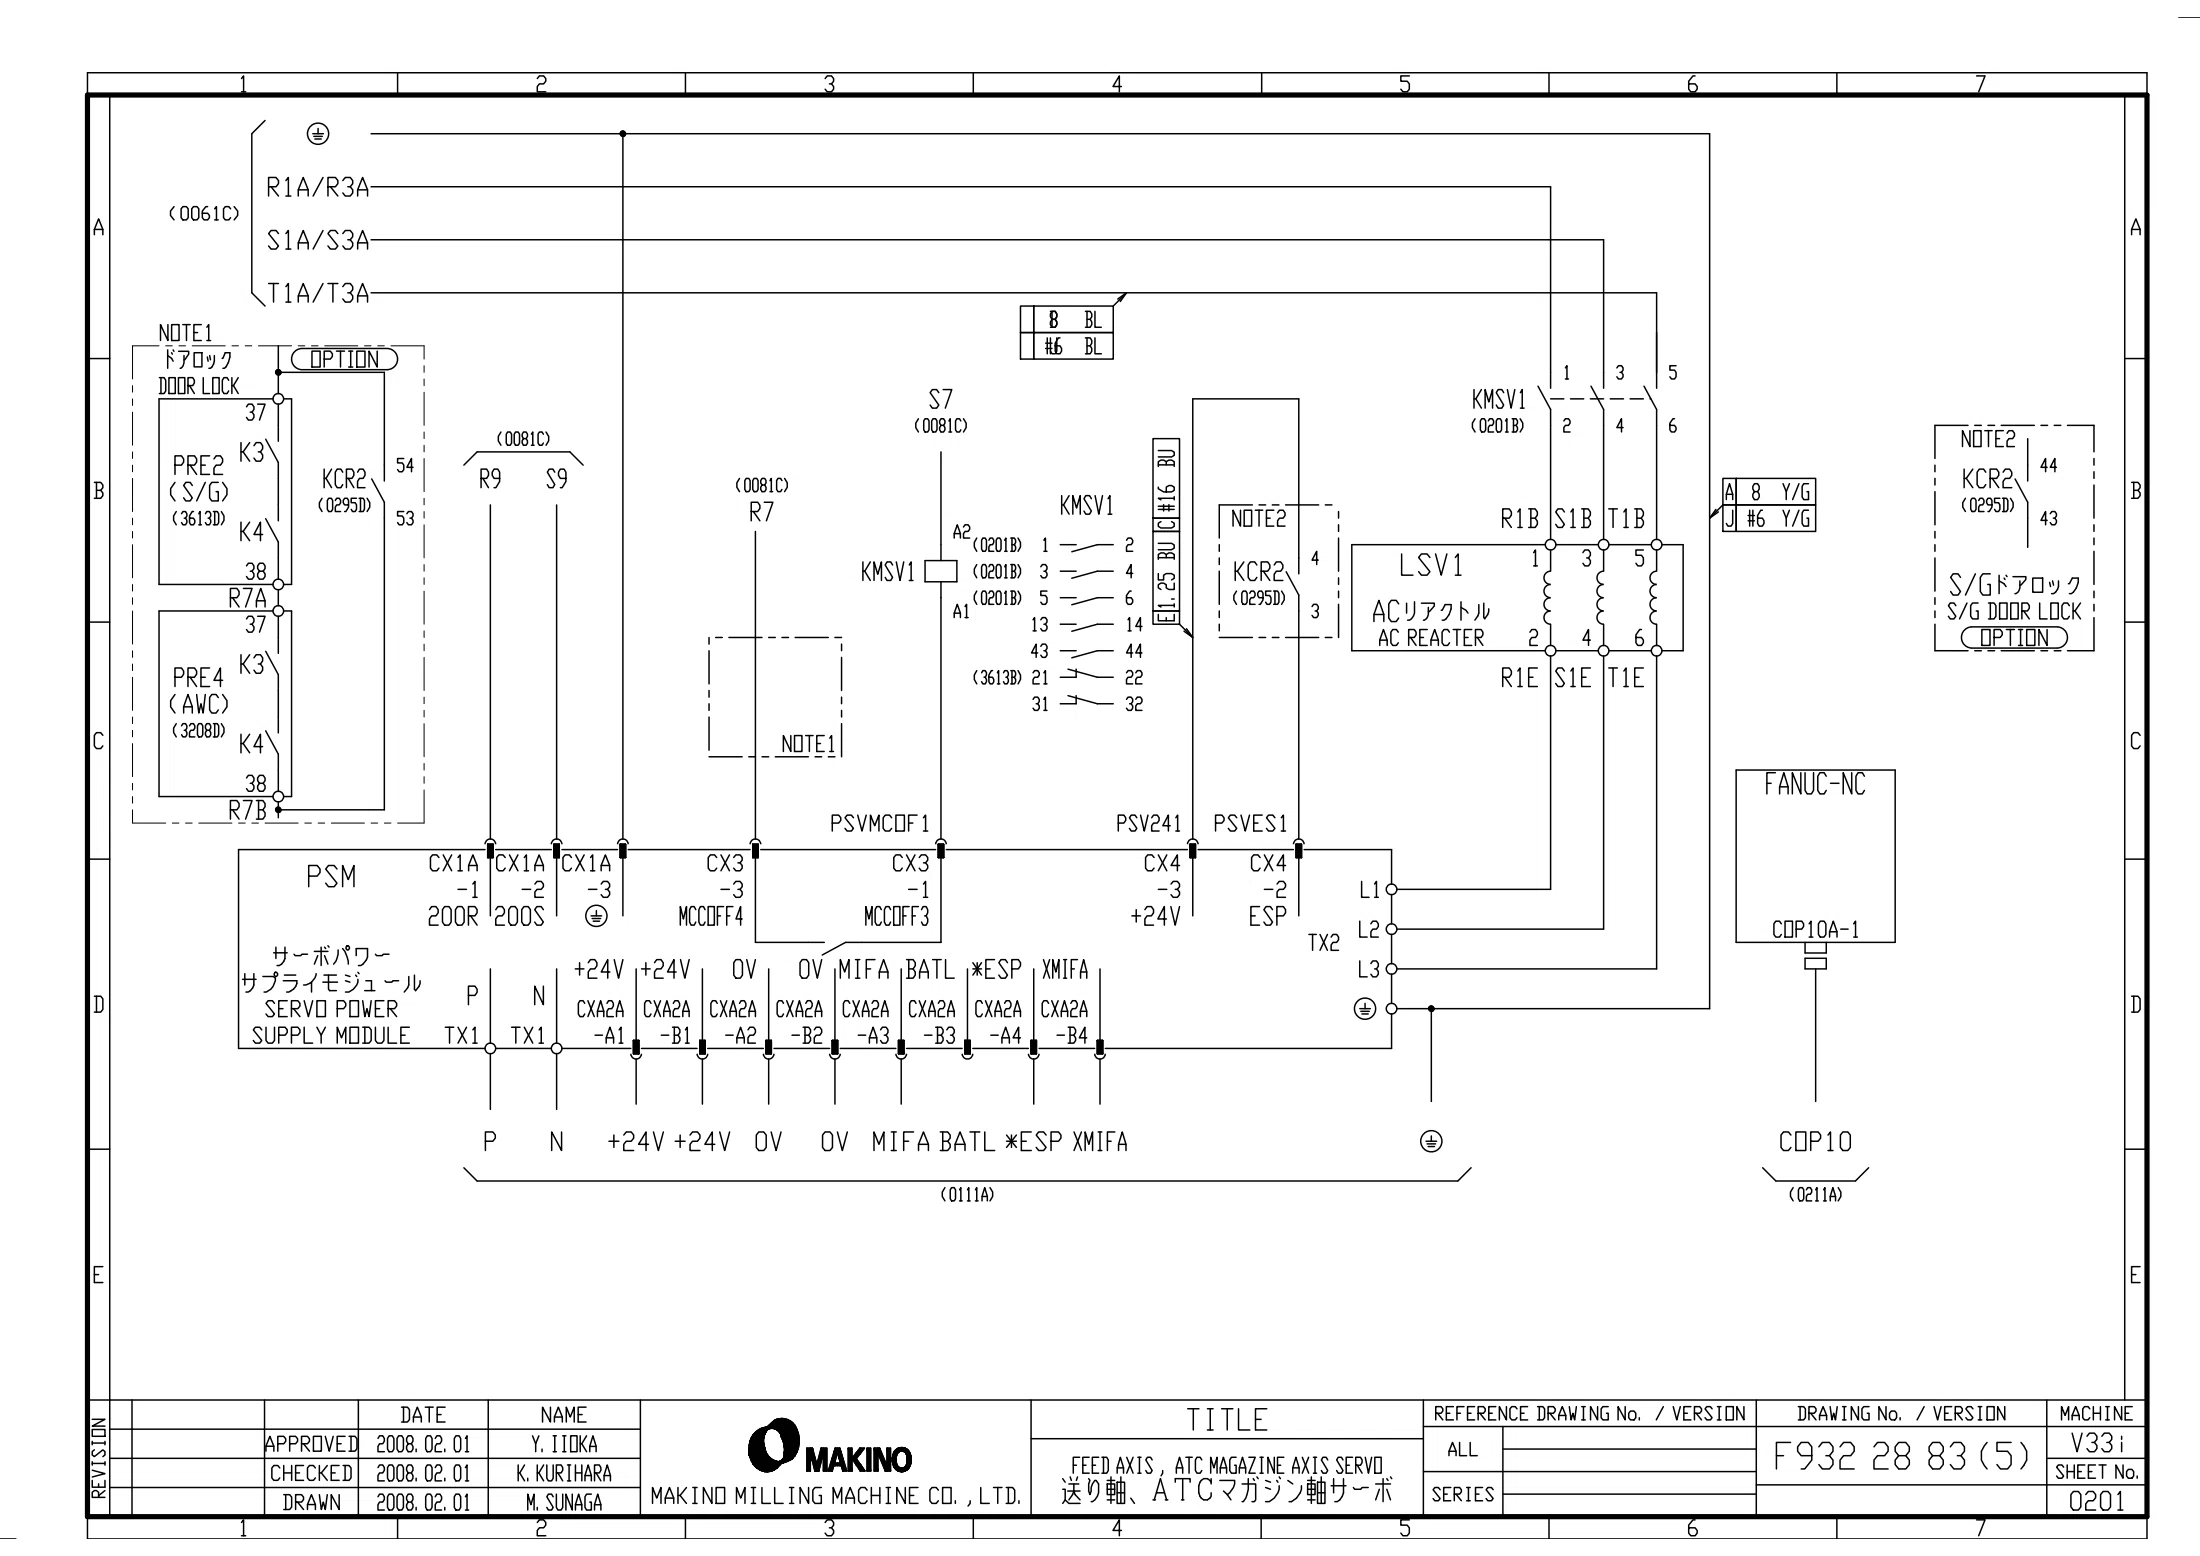 1 2 3 4 5 6 7
A
B
C
D
E
A
B
C
D
E
(0061C)
R1A/R3A
S1A/S3A
T1A/T3A
8 BL
#6 BL
NOTE1
ドアロック
DOOR LOCK
OPTION
37
K3
PRE2
(S/G)
(3613D)
K4
38
R7A
37
K3
PRE4
(AWC)
(3208D)
K4
38
R7B
KCR2
(0295D)
54
53
(0081C)
R9 S9
(0081C)
R7
S7
(0081C)
A2
KMSV1
A1
NOTE1
KMSV1
(0201B) 1 2
(0201B) 3 4
(0201B) 5 6
13 14
43 44
(3613B) 21 22
31 32
E 1.25 BU C #16 BU
NOTE2
KCR2
(0295D)
4
3
KMSV1
(0201B)
1 3 5
2 4 6
A 8 Y/G
J #6 Y/G
R1B S1B T1B
1 3 5
LSV1
ACリアクトル
AC REACTER
2 4 6
R1E S1E T1E
NOTE2
KCR2
(0295D)
44
43
S/Gドアロック
S/G DOOR LOCK
OPTION
FANUC-NC
COP10A-1
COP10
(0211A)
PSVMCOF1 PSV241 PSVES1
PSM
CX1A CX1A CX1A CX3 CX3 CX4 CX4
-1 -2 -3 -3 -1 -3 -2
200R 200S MCCOFF4 MCCOFF3 +24V ESP
L1
L2
L3
TX2
サーボパワー
サプライモジュール
SERVO POWER
SUPPLY MODULE
P N +24V +24V 0V 0V MIFA BATL *ESP XMIFA
CXA2A CXA2A CXA2A CXA2A CXA2A CXA2A CXA2A CXA2A
TX1 TX1 -A1 -B1 -A2 -B2 -A3 -B3 -A4 -B4
P N +24V +24V 0V 0V MIFA BATL *ESP XMIFA
(0111A)
REVISION
DATE NAME
APPROVED 2008.02.01 Y. IIOKA
CHECKED 2008.02.01 K. KURIHARA
DRAWN 2008.02.01 M. SUNAGA
MAKINO
MAKINO MILLING MACHINE CO.,LTD.
TITLE
FEED AXIS, ATC MAGAZINE AXIS SERVO
送り軸、ATCマガジン軸サーボ
REFERENCE DRAWING No. / VERSION
ALL
SERIES
DRAWING No. / VERSION
F932 28 83(5)
MACHINE
V33i
SHEET No.
0201
1 2 3 4 5 6 7